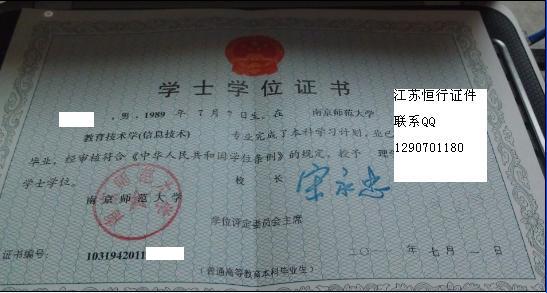 学士学位证书
,男,1989 年 7月 7日生。在 南京师范大学
江苏恒行证件
联系QQ
1290701180
教育技术学(信息技术) 专业完成了本科学习计划,业已
毕业,经审核符合《中华人民共和国学位条例》的规定,授予 理
学士学位。
南京师范大学
校 长 宋永忠
学位评定委员会主席
证书编号: 1031942011
二〇一一年七月一日
(普通高等教育本科毕业生)